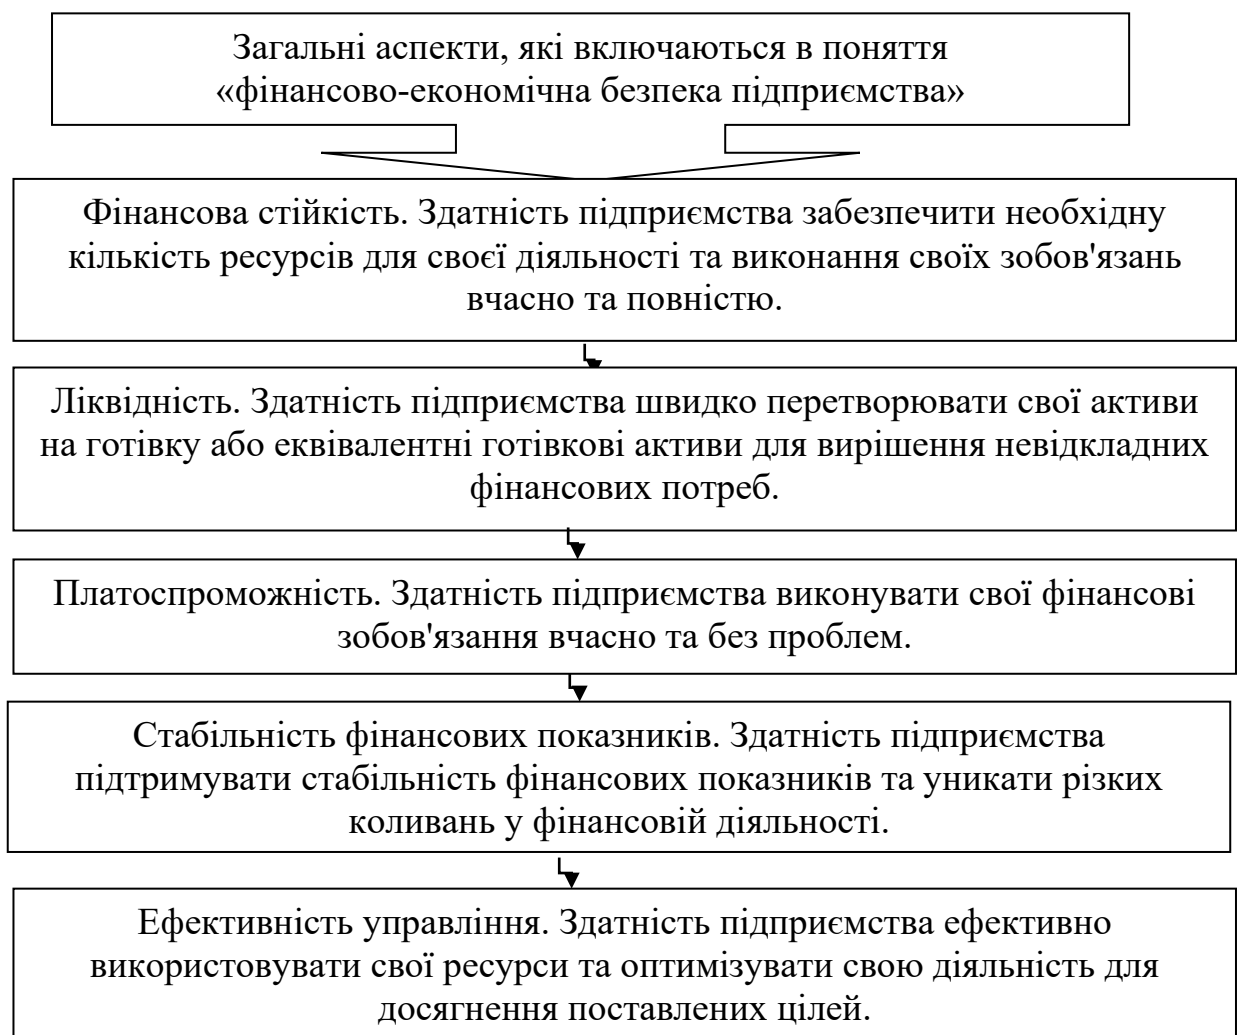 Загальні аспекти, які включаються в поняття
«фінансово-економічна безпека підприємства»
Фінансова стійкість. Здатність підприємства забезпечити необхідну
кількість ресурсів для своєї діяльності та виконання своїх зобов'язань
вчасно та повністю.
Ліквідність. Здатність підприємства швидко перетворювати свої активи
на готівку або еквівалентні готівкові активи для вирішення невідкладних
фінансових потреб.
Платоспроможність. Здатність підприємства виконувати свої фінансові
зобов'язання вчасно та без проблем.
Стабільність фінансових показників. Здатність підприємства
підтримувати стабільність фінансових показників та уникати різких
коливань у фінансовій діяльності.
Ефективність управління. Здатність підприємства ефективно
використовувати свої ресурси та оптимізувати свою діяльність для
досягнення поставлених цілей.